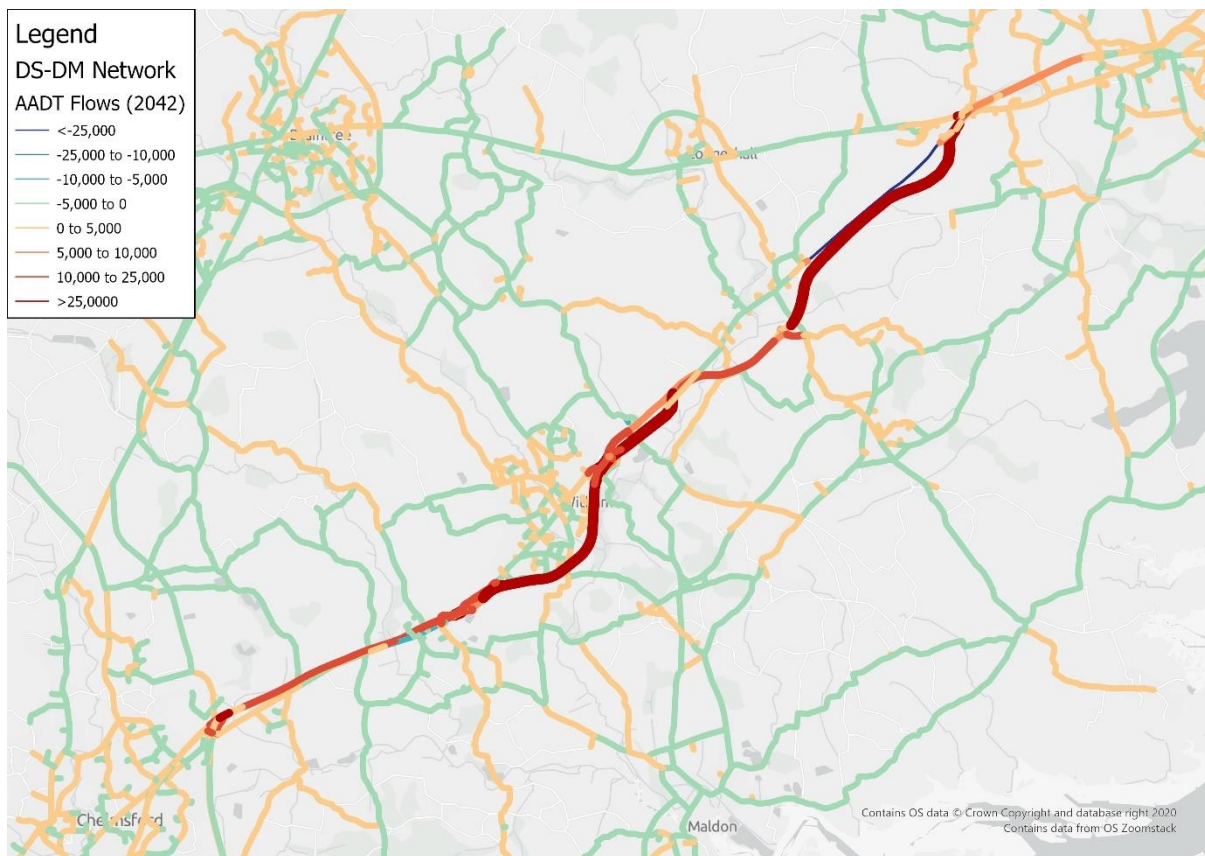 Legend
DS-DM Network
AADT Flows (2042)
<-25,000
-25,000 to -10,000
-10,000 to -5,000
-5,000 to 0
0 to 5,000
5,000 to 10,000
10,000 to 25,000
>25,0000
Maldon
Contains OS data © Crown Copyright and database right 2020
Contains data from OS Zoomstack